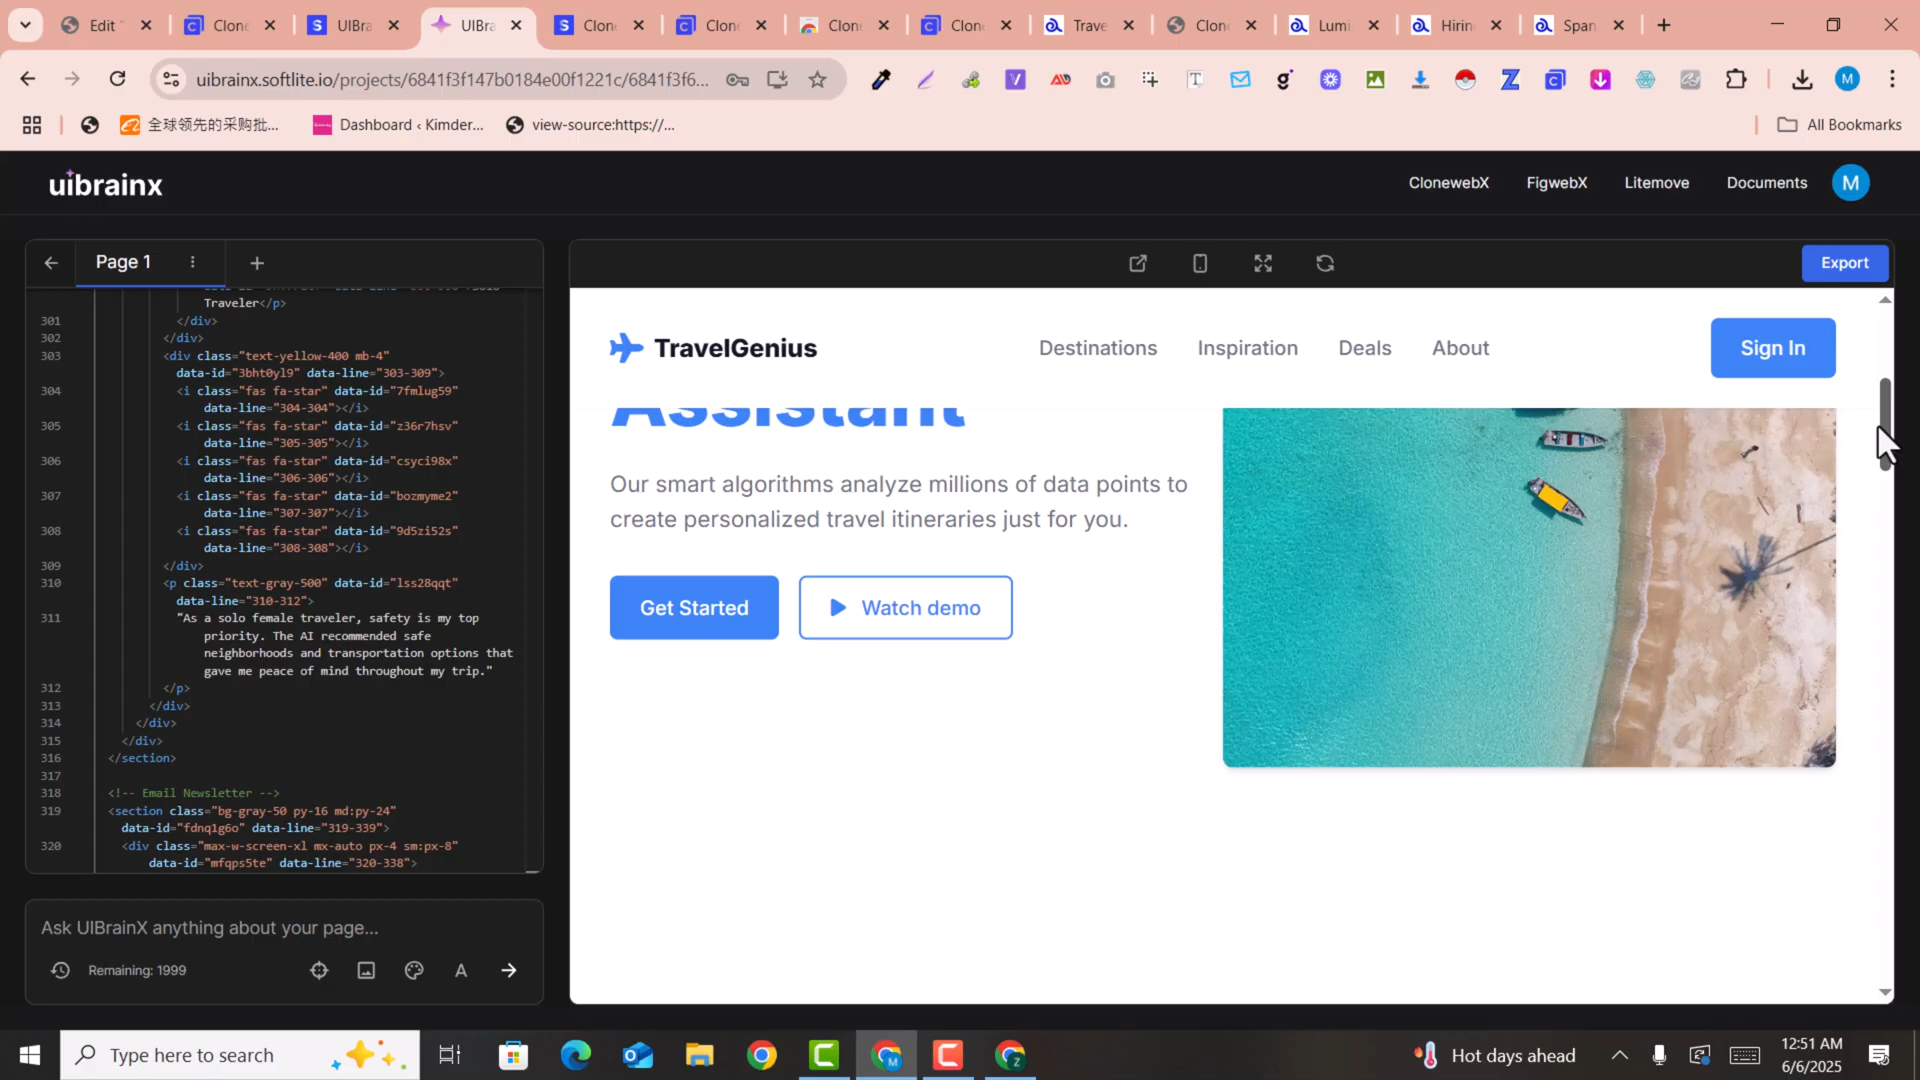 Edit
Clone
UIBra
UIBra
Clone
Clon
Clon
Clon
Trave
Clon
Lumi
Hirin
Span
uibrainx.softlite.io/projects/6841f3f147b0184e00f1221c/6841f3f6...
全球领先的采购批...
Dashboard ‹ Kimder...
view-source:https://...
All Bookmarks
uibrainx
ClonewebX
FigwebX
Litemove
Documents
M
Page 1
Export
Traveler</p>
301 </div>
302 </div>
303 <div class="text-yellow-400 mb-4"
data-id="3bht0yl9" data-line="303-309">
304 <i class="fas fa-star" data-id="7fmlug59"
data-line="304-304"></i>
305 <i class="fas fa-star" data-id="z36r7hsv"
data-line="305-305"></i>
306 <i class="fas fa-star" data-id="csyci98x"
data-line="306-306"></i>
307 <i class="fas fa-star" data-id="bozmyme2"
data-line="307-307"></i>
308 <i class="fas fa-star" data-id="9d5zi52s"
data-line="308-308"></i>
309 </div>
310 <p class="text-gray-500" data-id="lss28qqt"
data-line="310-312">
311 "As a solo female traveler, safety is my top
priority. The AI recommended safe
neighborhoods and transportation options that
gave me peace of mind throughout my trip."
312 </p>
313 </div>
314 </div>
315 </div>
316 </section>
317
318 <!-- Email Newsletter -->
319 <section class="bg-gray-50 py-16 md:py-24"
data-id="fdnq1g6o" data-line="319-339">
320 <div class="max-w-screen-xl mx-auto px-4 sm:px-8"
data-id="mfqps5te" data-line="320-338">
Ask UIBrainX anything about your page...
Remaining: 1999
TravelGenius
Destinations
Inspiration
Deals
About
Sign In
Assistant
Our smart algorithms analyze millions of data points to
create personalized travel itineraries just for you.
Get Started
Watch demo
Type here to search
Hot days ahead
12:51 AM
6/6/2025